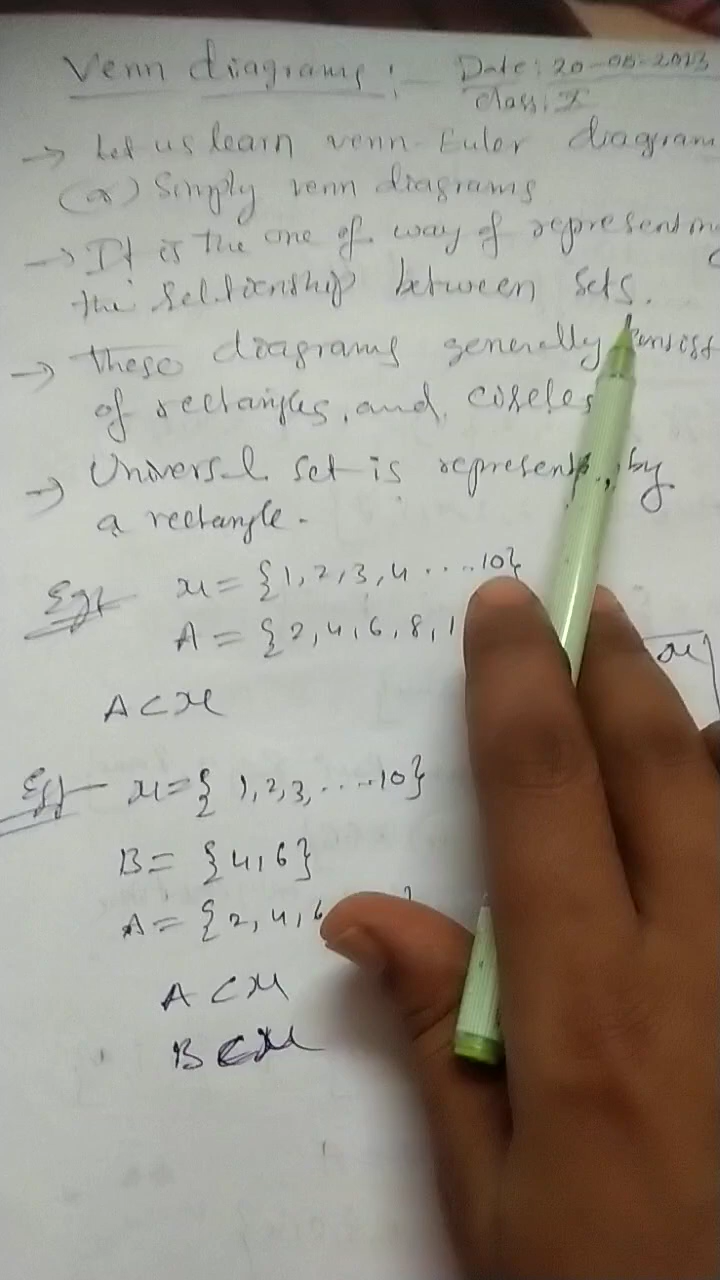 Venn diagrams :-
Date: 20-05-2023
Class: X
→ Let us learn venn-Euler diagram
(or) Simply venn diagrams
→ It is the one of way of representing
the Reltionship between Sets.
→ These diagrams generally consist
of rectangles, and circles
→ Universal set is represents by
a rectangle.
Eg:- μ = {1,2,3,4 ....10}
A = {2,4,6,8,1
μ
A⊂μ
Eg:- μ = { 1,2,3,....10}
B = {4,6}
A = {2,4,6 }
A⊂μ
B⊂μ